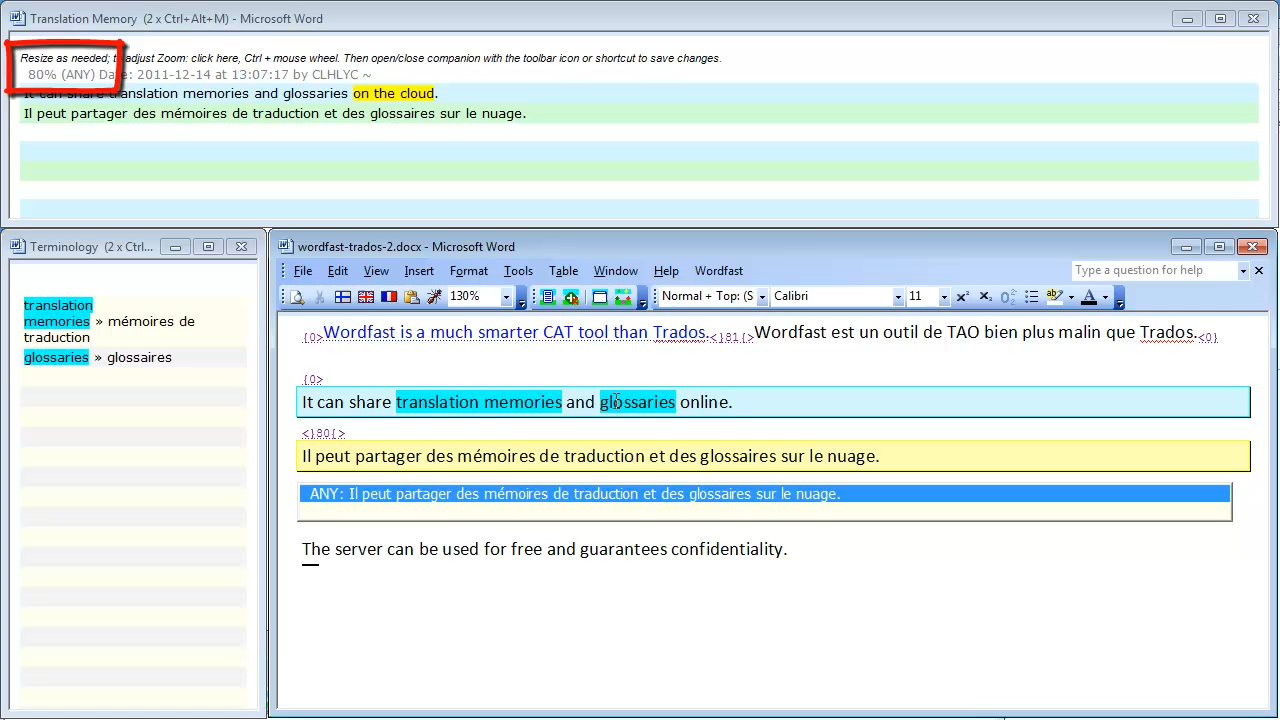 Translation Memory (2 x Ctrl+Alt+M) - Microsoft Word
Resize as needed; to adjust Zoom: click here, Ctrl + mouse wheel. Then open/close companion with the toolbar icon or shortcut to save changes.
80% (ANY) Date: 2011-12-14 at 13:07:17 by CLHLYC ~
It can share translation memories and glossaries on the cloud.
Il peut partager des mémoires de traduction et des glossaires sur le nuage.
Terminology (2 x Ctrl...
translation
memories » mémoires de
traduction
glossaries » glossaires
wordfast-trados-2.docx - Microsoft Word
File Edit View Insert Format Tools Table Window Help Wordfast
Type a question for help
130% Normal + Top: (S Calibri 11
{0>Wordfast is a much smarter CAT tool than Trados.<}81{>Wordfast est un outil de TAO bien plus malin que Trados.<0}
{0>
It can share translation memories and glossaries online.
<}80{>
Il peut partager des mémoires de traduction et des glossaires sur le nuage.
ANY: Il peut partager des mémoires de traduction et des glossaires sur le nuage.
The server can be used for free and guarantees confidentiality.